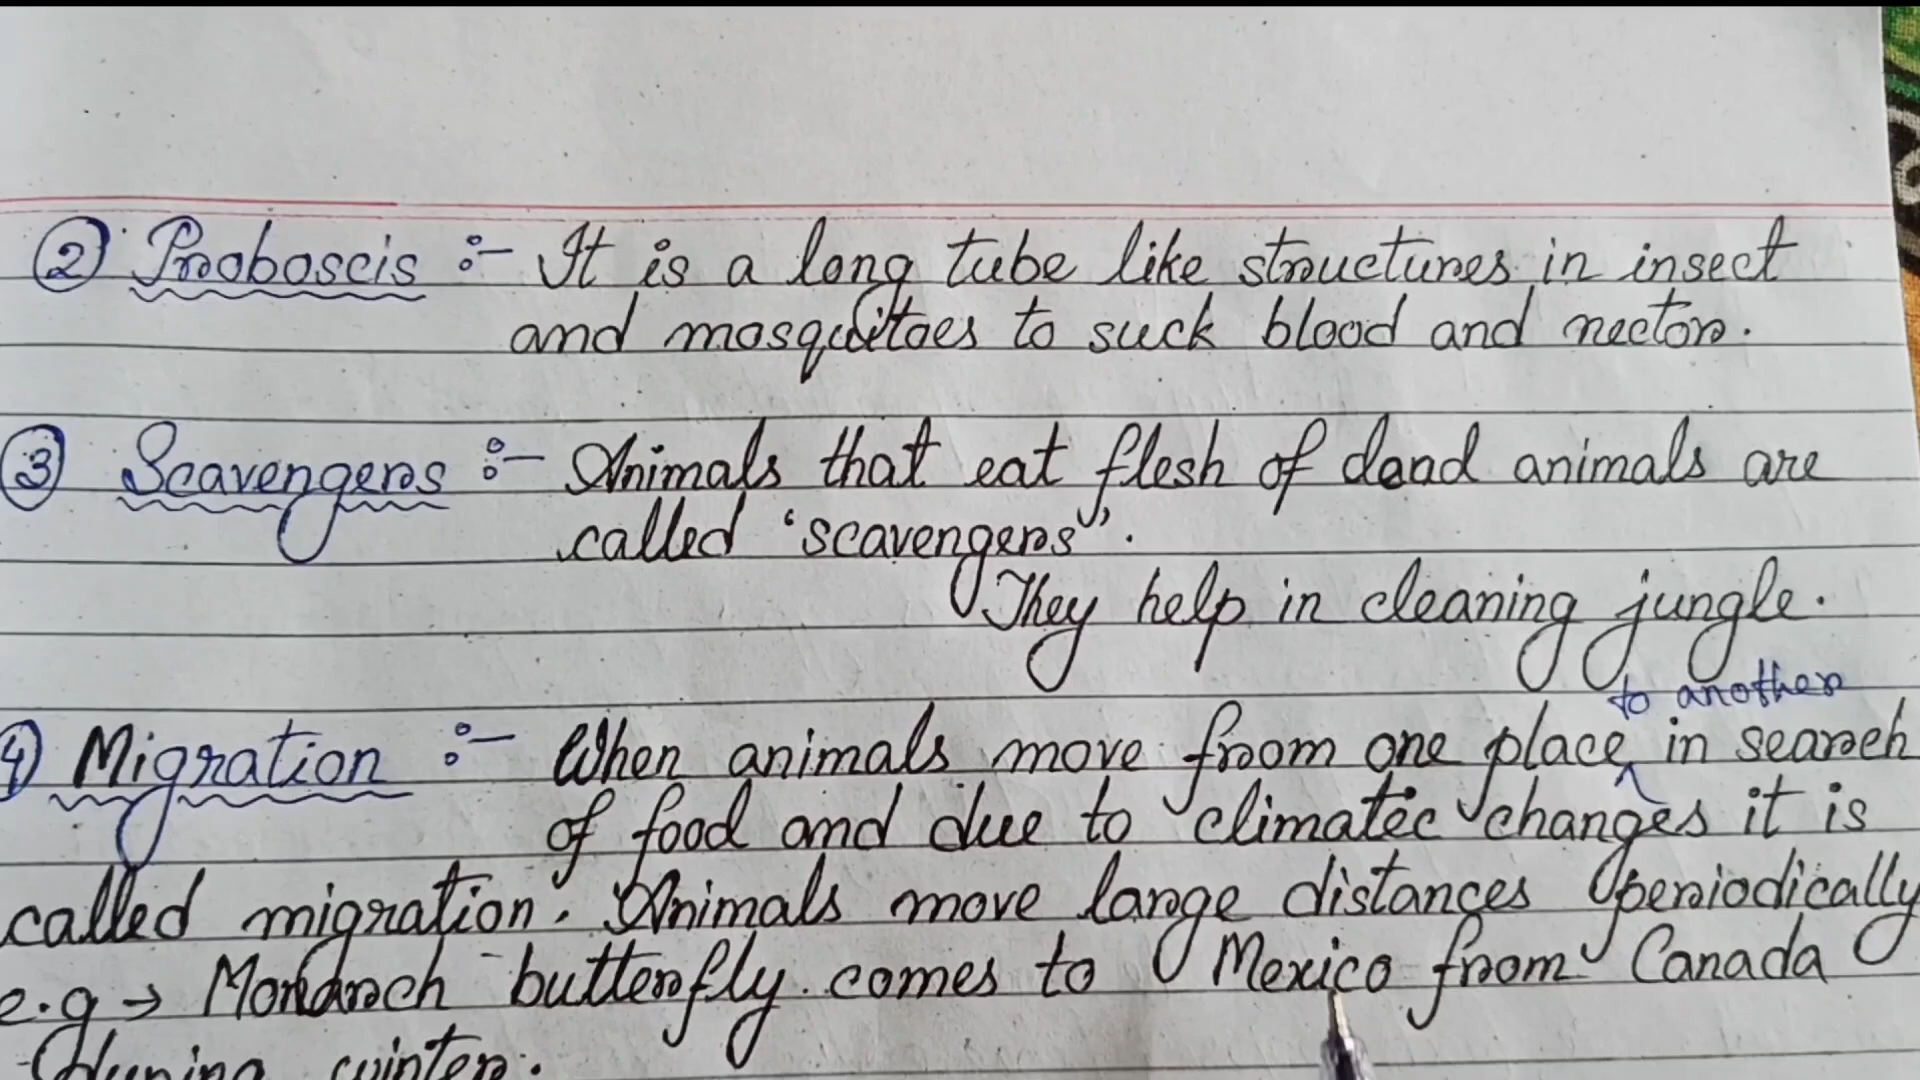 ② Proboscis :- It is a long tube like structures in insect
and mosquitoes to suck blood and nector.
③ Scavengers :- Animals that eat flesh of dead animals are
called 'scavengers'.
They help in cleaning jungle.
to another
④ Migration :- When animals move from one place in search
of food and due to climatic changes it is
called migration. Animals move large distances periodically
e.g → Monarch butterfly comes to Mexico from Canada
during winter.